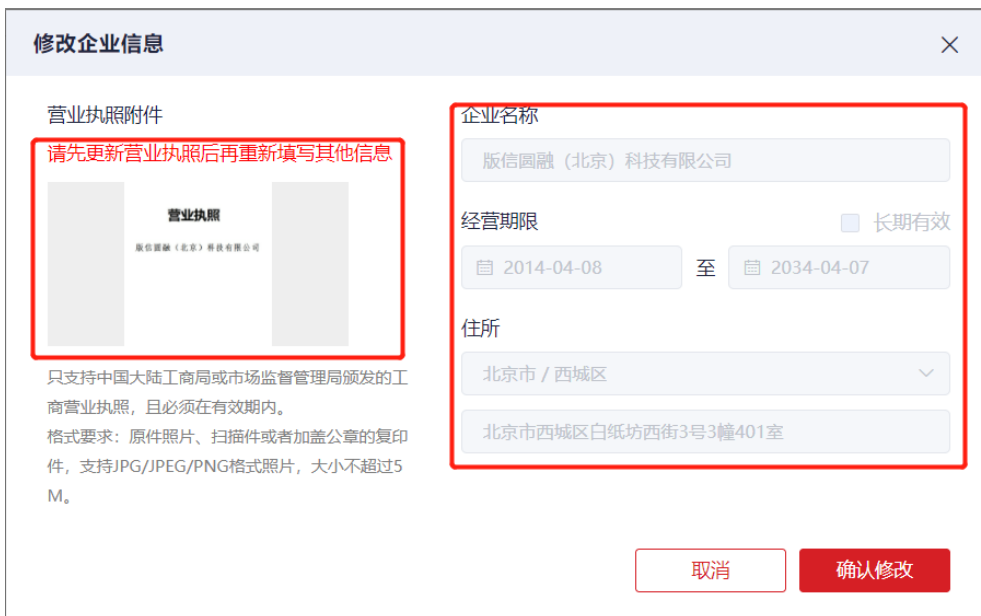 修改企业信息
营业执照附件
请先更新营业执照后再重新填写其他信息
营业执照
版信圆融（北京）科技有限公司
只支持中国大陆工商局或市场监督管理局颁发的工
商营业执照，且必须在有效期内。
格式要求：原件照片、扫描件或者加盖公章的复印
件，支持JPG/JPEG/PNG格式照片，大小不超过5
M。
企业名称
版信圆融（北京）科技有限公司
经营期限
长期有效
2014-04-08 至 2034-04-07
住所
北京市 / 西城区
北京市西城区白纸坊西街3号3幢401室
取消
确认修改